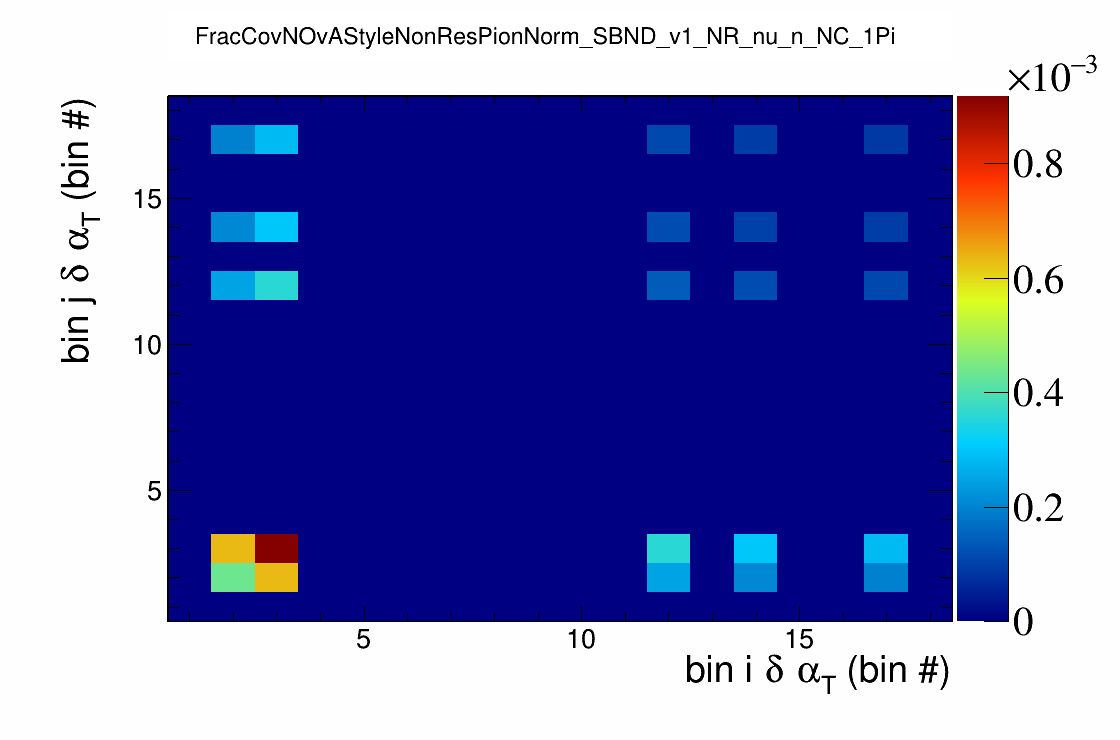 FracCovNOvAStyleNonResPionNorm_SBND_v1_NR_nu_n_NC_1Pi
×10⁻³
bin j δ α_T (bin #)
15
10
5
0.8
0.6
0.4
0.2
0
5 10 15
bin i δ α_T (bin #)